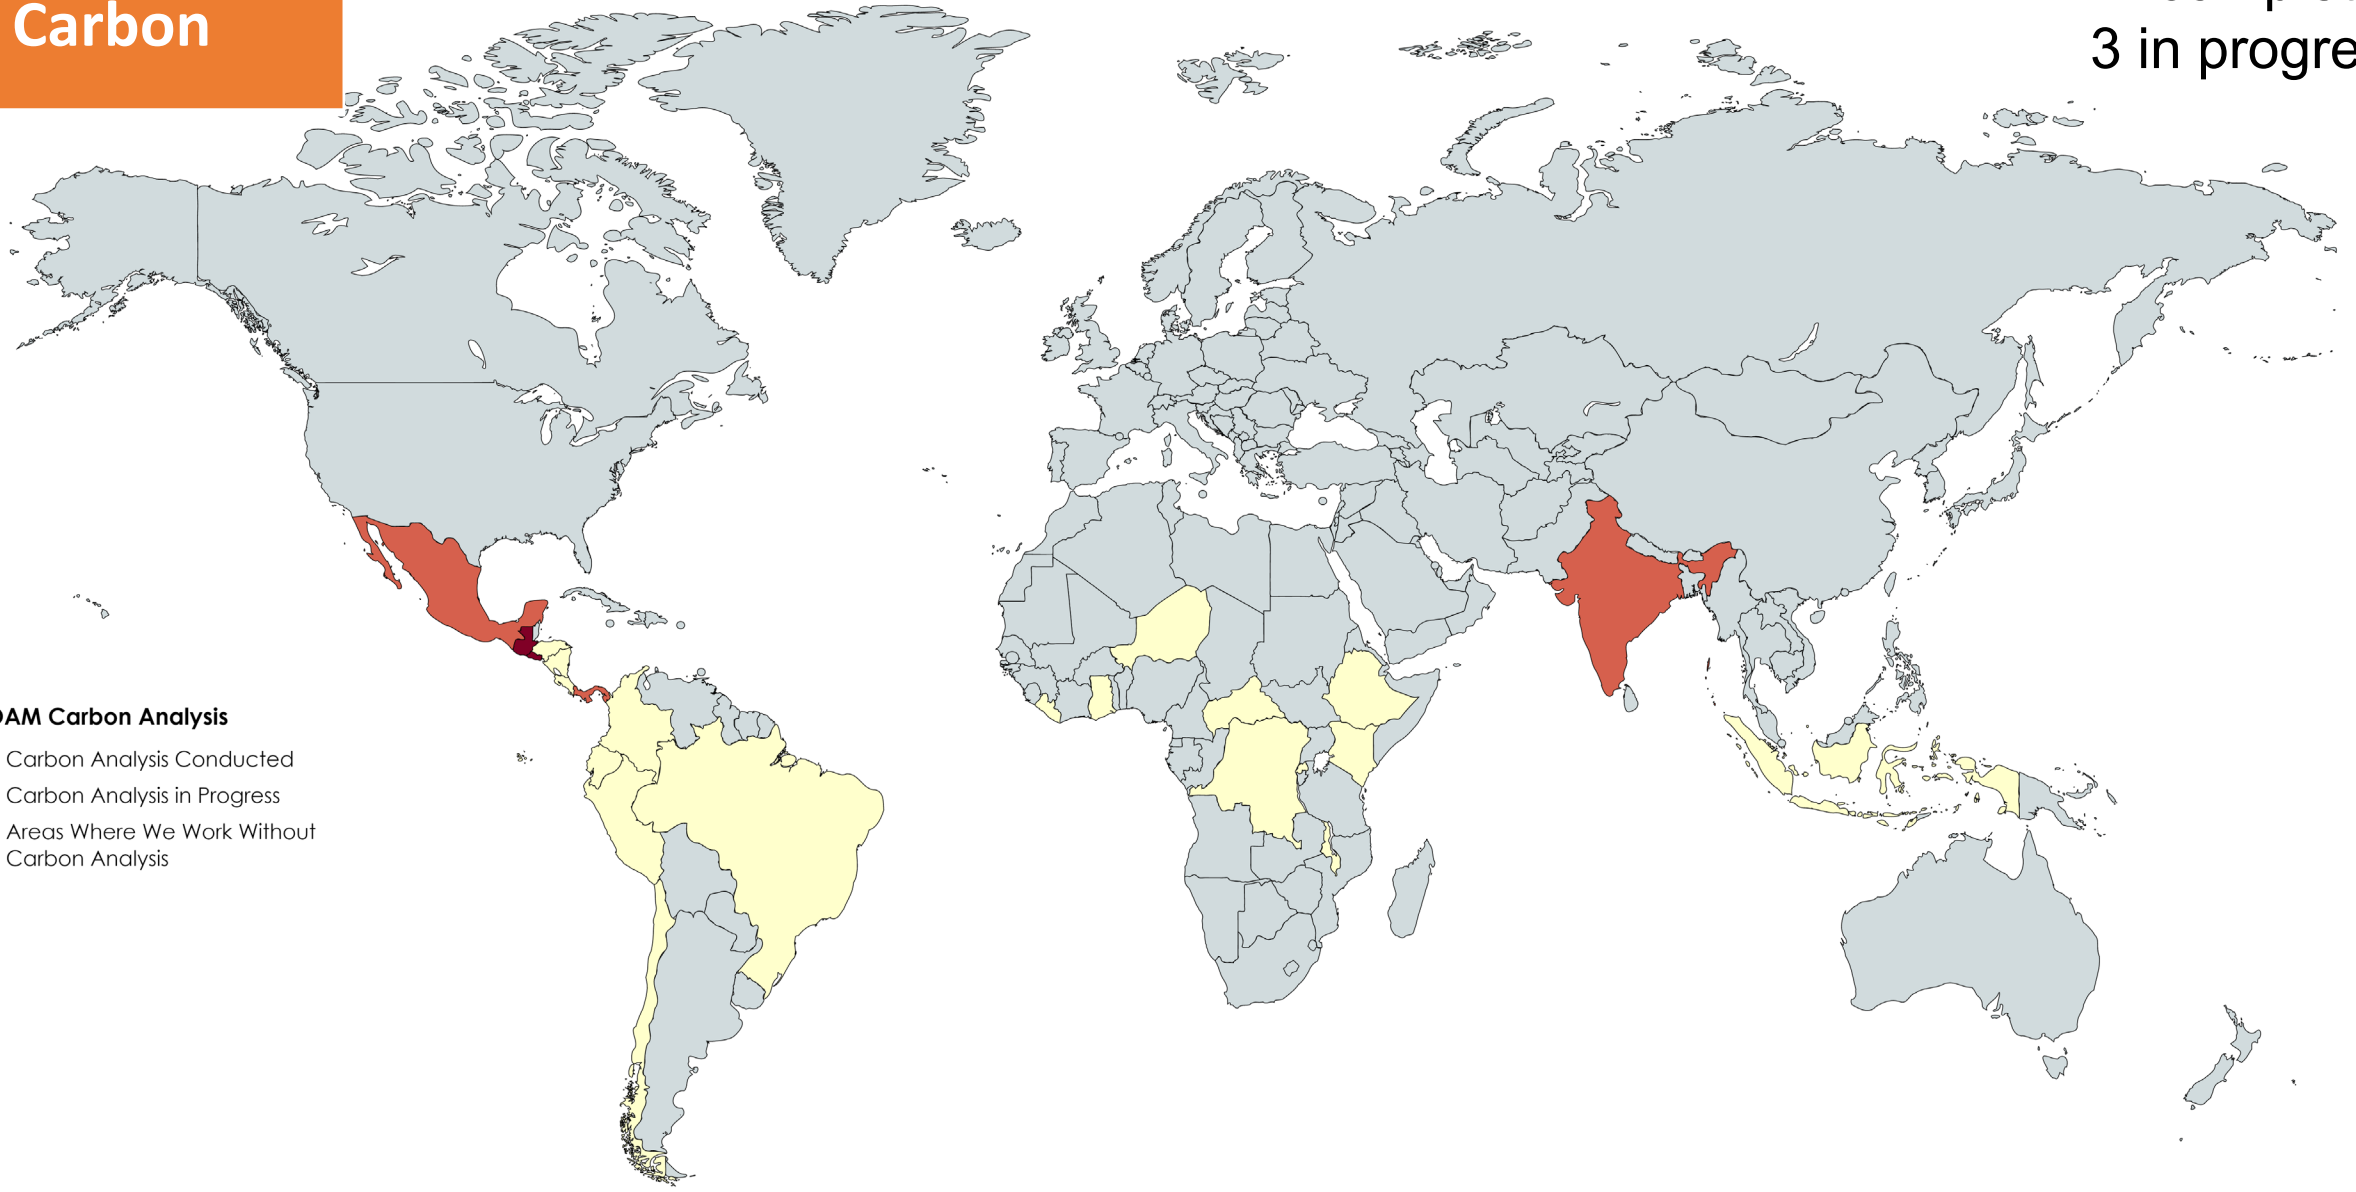 Carbon
3 in progre
OAM Carbon Analysis
Carbon Analysis Conducted
Carbon Analysis in Progress
Areas Where We Work Without
Carbon Analysis